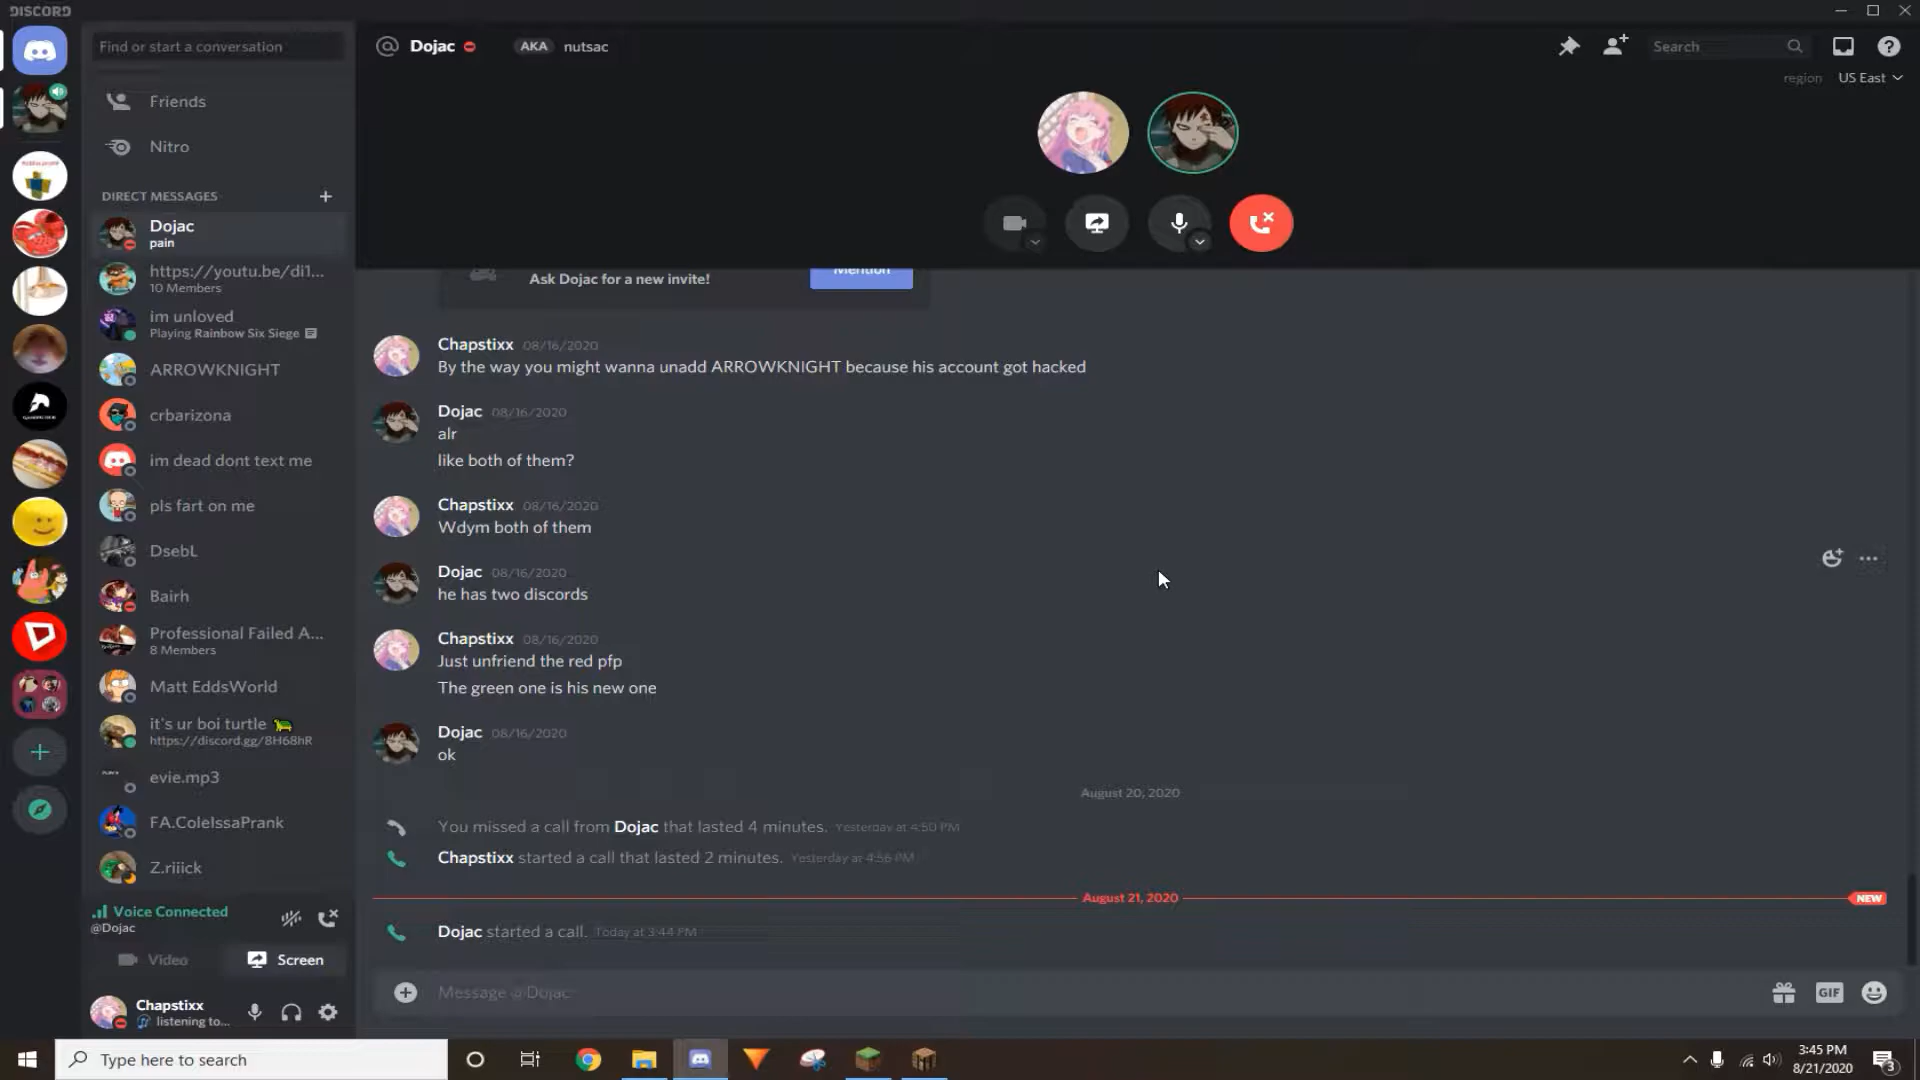 DISCORD
Find or start a conversation
Friends
Nitro
DIRECT MESSAGES
Dojac
pain
https://youtu.be/di1...
10 Members
im unloved
Playing Rainbow Six Siege
ARROWKNIGHT
crbarizona
im dead dont text me
pls fart on me
DsebL
Bairh
Professional Failed A...
8 Members
Matt EddsWorld
it's ur boi turtle
https://discord.gg/8H68hR
evie.mp3
FA.ColeIssaPrank
Z.riiick
Voice Connected
@Dojac
Video
Screen
Chapstixx
listening to...
Dojac
AKA nutsac
Search
region US East
Ask Dojac for a new invite!
Mention
Chapstixx 08/16/2020
By the way you might wanna unadd ARROWKNIGHT because his account got hacked
Dojac 08/16/2020
alr
like both of them?
Chapstixx 08/16/2020
Wdym both of them
Dojac 08/16/2020
he has two discords
Chapstixx 08/16/2020
Just unfriend the red pfp
The green one is his new one
Dojac 08/16/2020
ok
August 20, 2020
You missed a call from Dojac that lasted 4 minutes. Yesterday at 4:50 PM
Chapstixx started a call that lasted 2 minutes. Yesterday at 4:56 PM
August 21, 2020
NEW
Dojac started a call. Today at 3:44 PM
Message @Dojac
GIF
Type here to search
3:45 PM
8/21/2020
3